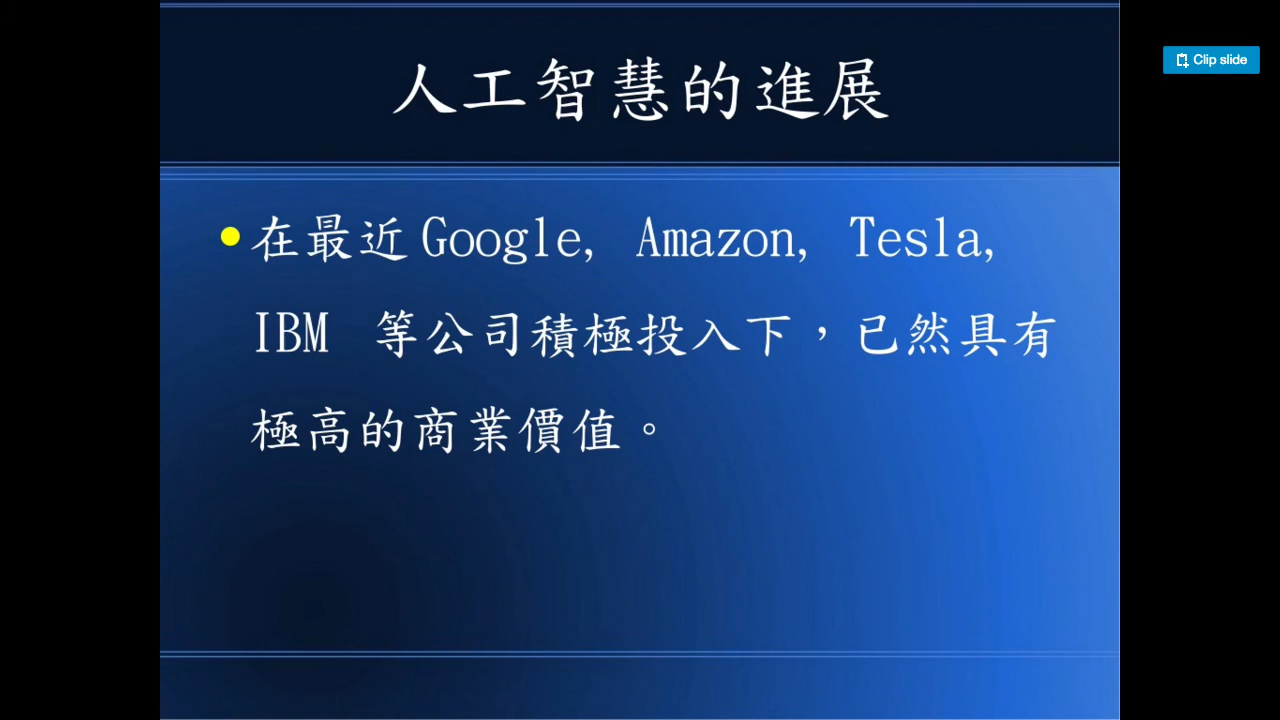 人工智慧的進展
Clip slide
在最近 Google, Amazon, Tesla,
IBM 等公司積極投入下，已然具有
極高的商業價值。